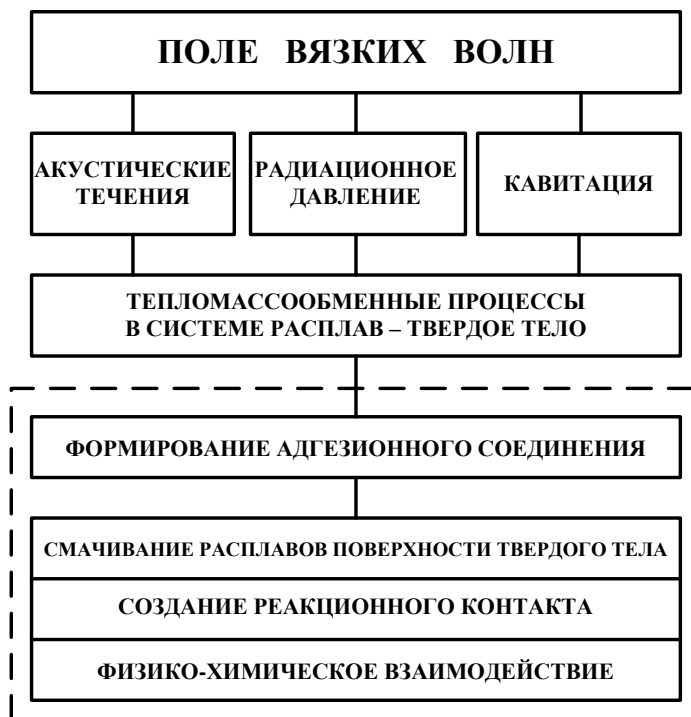 ПОЛЕ ВЯЗКИХ ВОЛН
АКУСТИЧЕСКИЕ
ТЕЧЕНИЯ
РАДИАЦИОННОЕ
ДАВЛЕНИЕ
КАВИТАЦИЯ
ТЕПЛОМАССООБМЕННЫЕ ПРОЦЕССЫ
В СИСТЕМЕ РАСПЛАВ – ТВЕРДОЕ ТЕЛО
ФОРМИРОВАНИЕ АДГЕЗИОННОГО СОЕДИНЕНИЯ
СМАЧИВАНИЕ РАСПЛАВОВ ПОВЕРХНОСТИ ТВЕРДОГО ТЕЛА
СОЗДАНИЕ РЕАКЦИОННОГО КОНТАКТА
ФИЗИКО-ХИМИЧЕСКОЕ ВЗАИМОДЕЙСТВИЕ